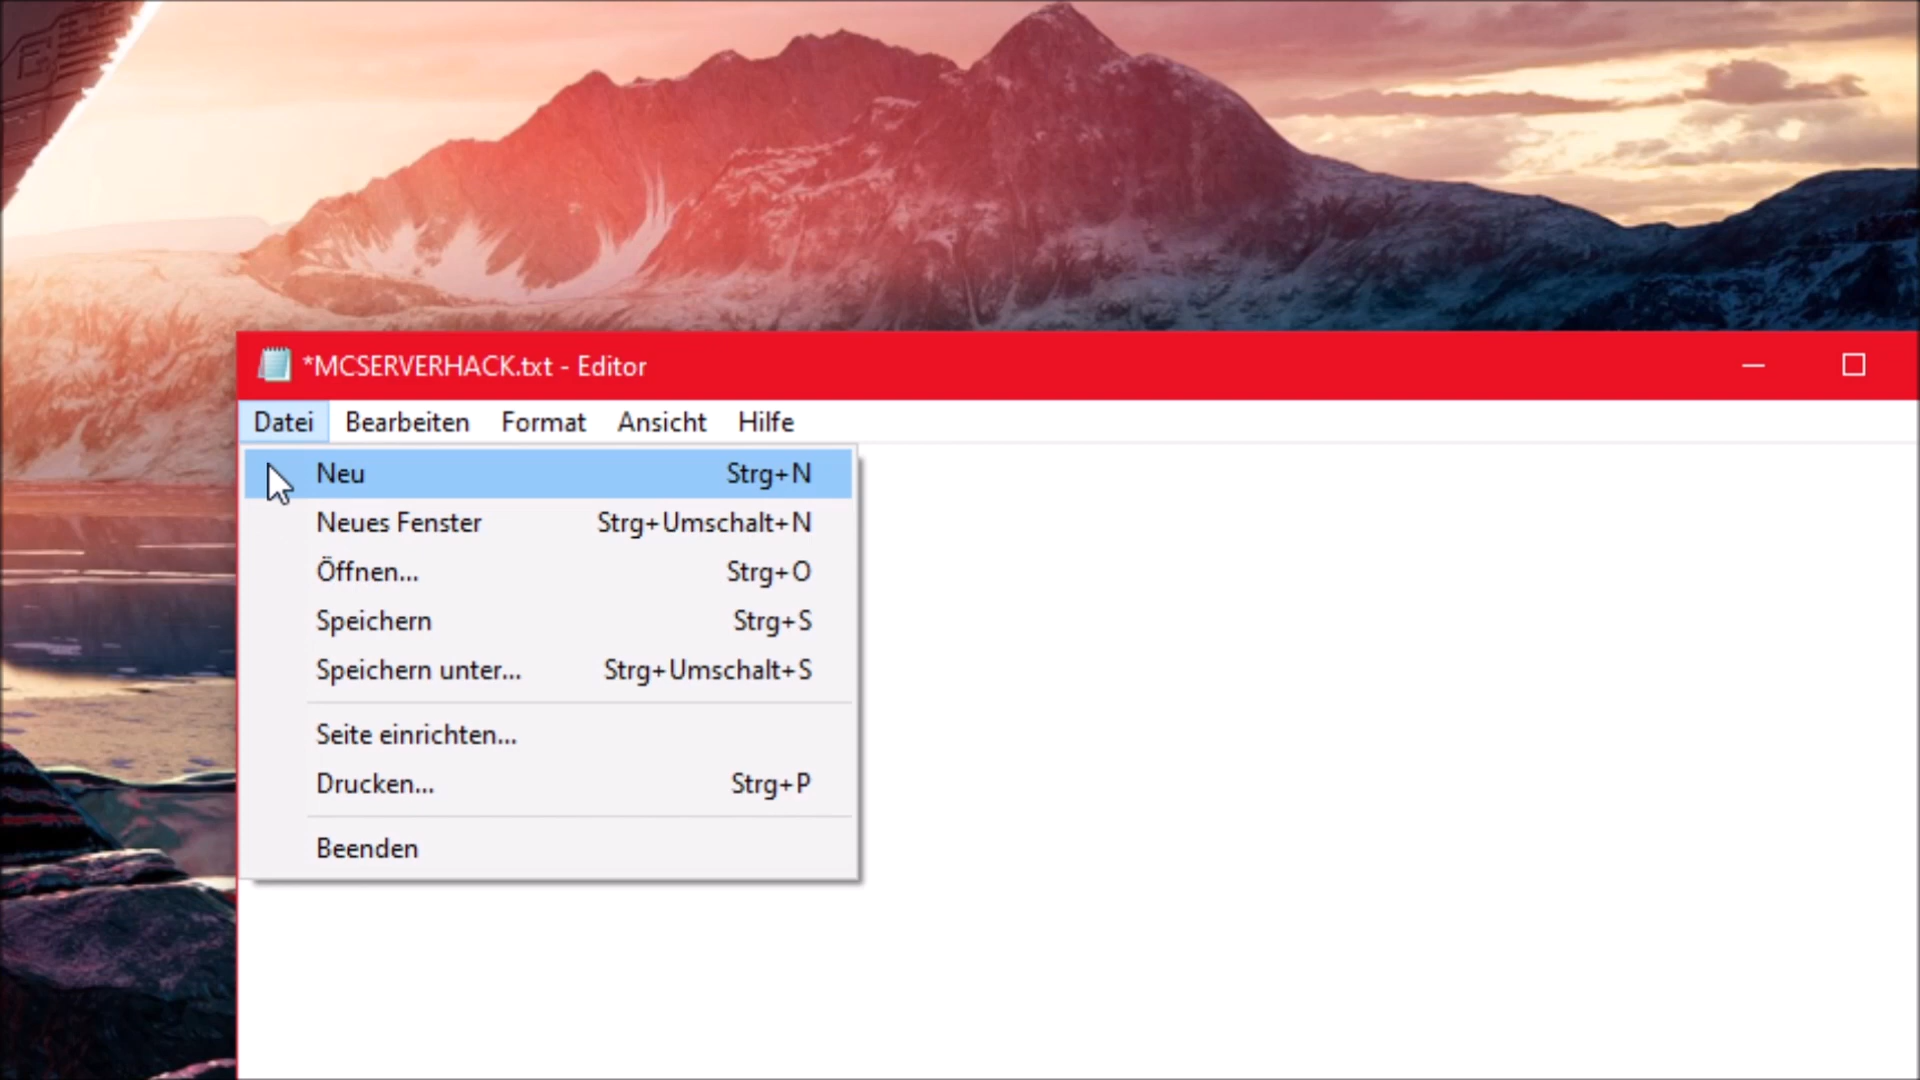 *MCSERVERHACK.txt - Editor
Datei Bearbeiten Format Ansicht Hilfe
Neu Strg+N
Neues Fenster Strg+Umschalt+N
Öffnen... Strg+O
Speichern Strg+S
Speichern unter... Strg+Umschalt+S
Seite einrichten...
Drucken... Strg+P
Beenden